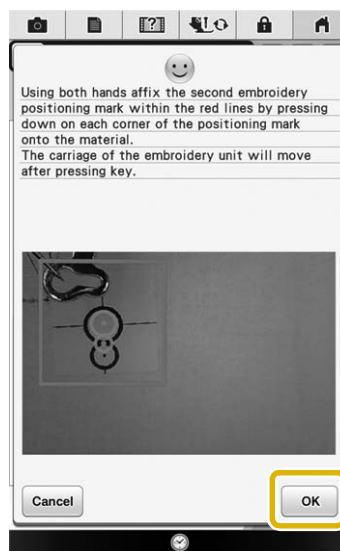 Using both hands affix the second embroidery
positioning mark within the red lines by pressing
down on each corner of the positioning mark
onto the material.
The carriage of the embroidery unit will move
after pressing key.
Cancel
OK